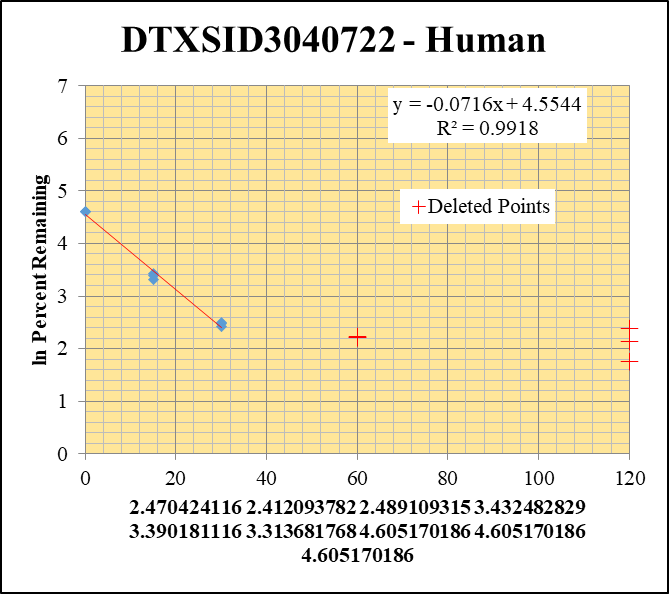 DTXSID3040722 - Human
7
y = -0.0716x + 4.5544
R² = 0.9918
6
5
Deleted Points
4
ln Percent Remaining
3
2
1
0
0 20 40 60 80 100 120
2.470424116 2.412093782 2.489109315 3.432482829
3.390181116 3.313681768 4.605170186 4.605170186
4.605170186